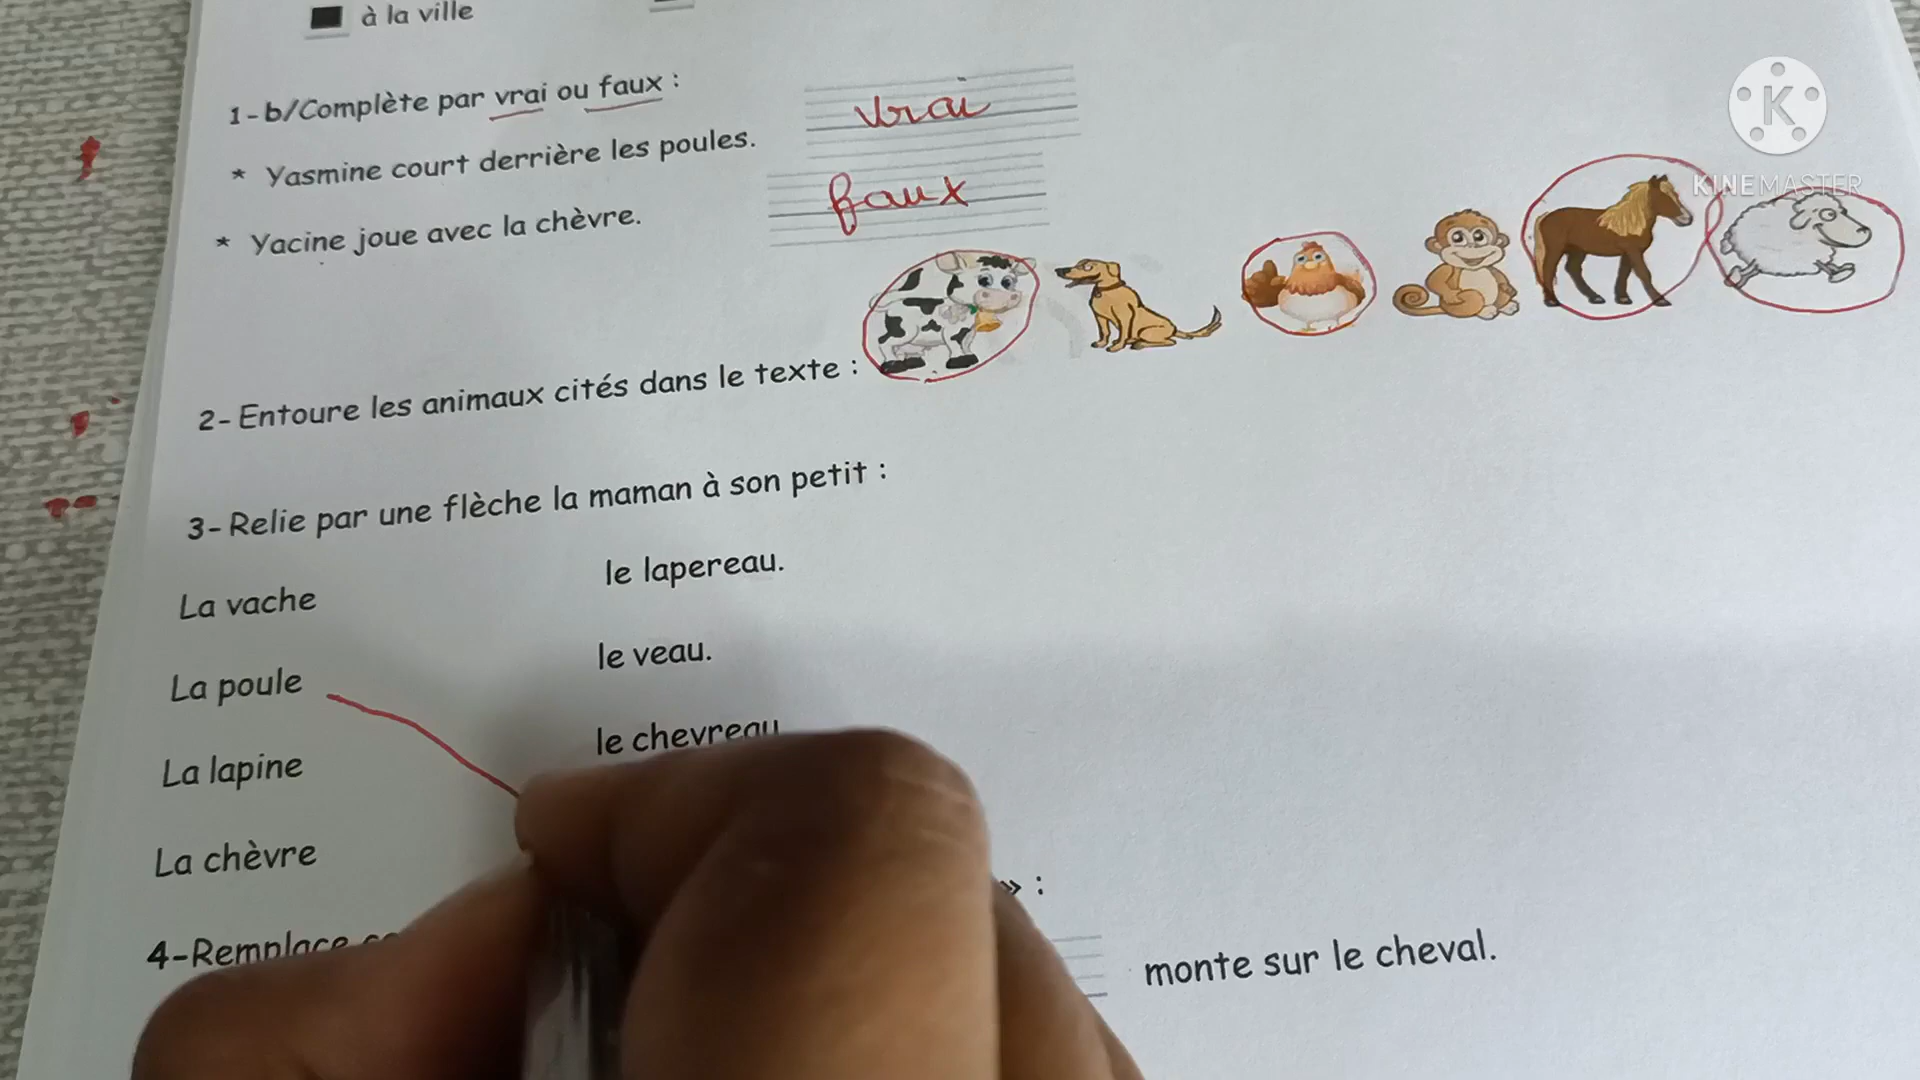 à la ville
1-b/Complète par vrai ou faux :
* Yasmine court derrière les poules.
vrai
* Yacine joue avec la chèvre.
faux
KINEMASTER
2- Entoure les animaux cités dans le texte :
3- Relie par une flèche la maman à son petit :
La vache
le lapereau.
La poule
le veau.
La lapine
le chevreau
La chèvre
» :
4-Remplace
monte sur le cheval.